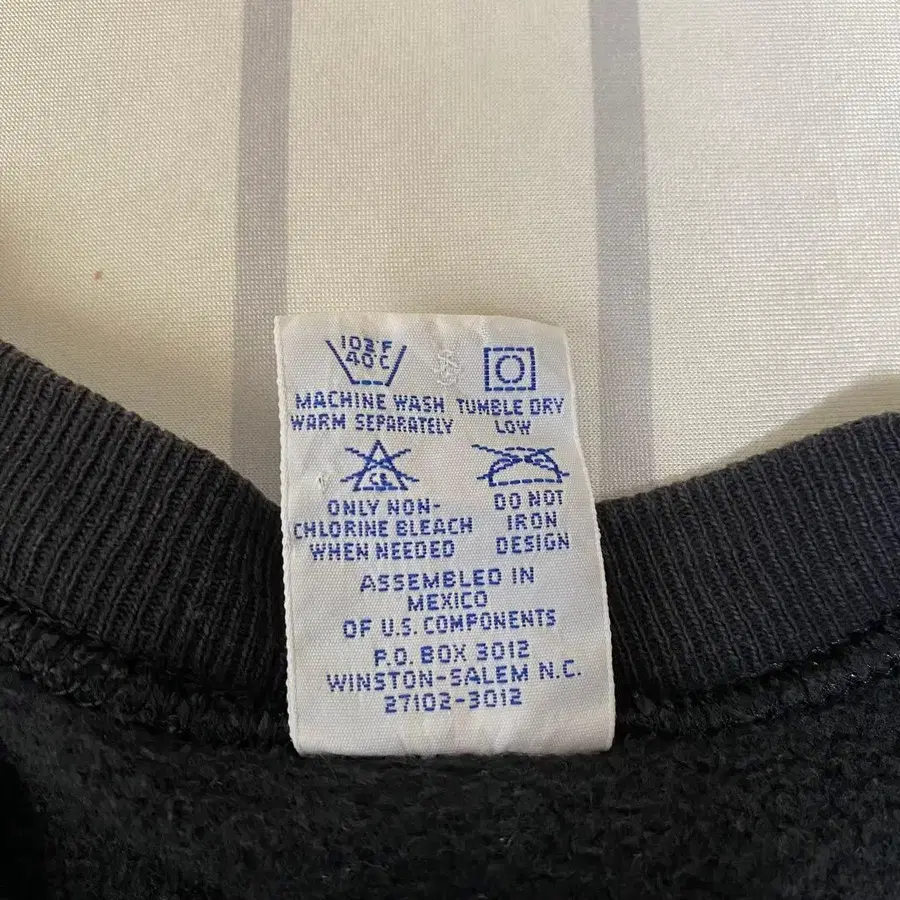 102°F
40°C
MACHINE WASH
WARM SEPARATELY
TUMBLE DRY
LOW
CL
ONLY NON-
CHLORINE BLEACH
WHEN NEEDED
DO NOT
IRON
DESIGN
ASSEMBLED IN
MEXICO
OF U.S. COMPONENTS
P.O. BOX 3012
WINSTON-SALEM N.C.
27102-3012